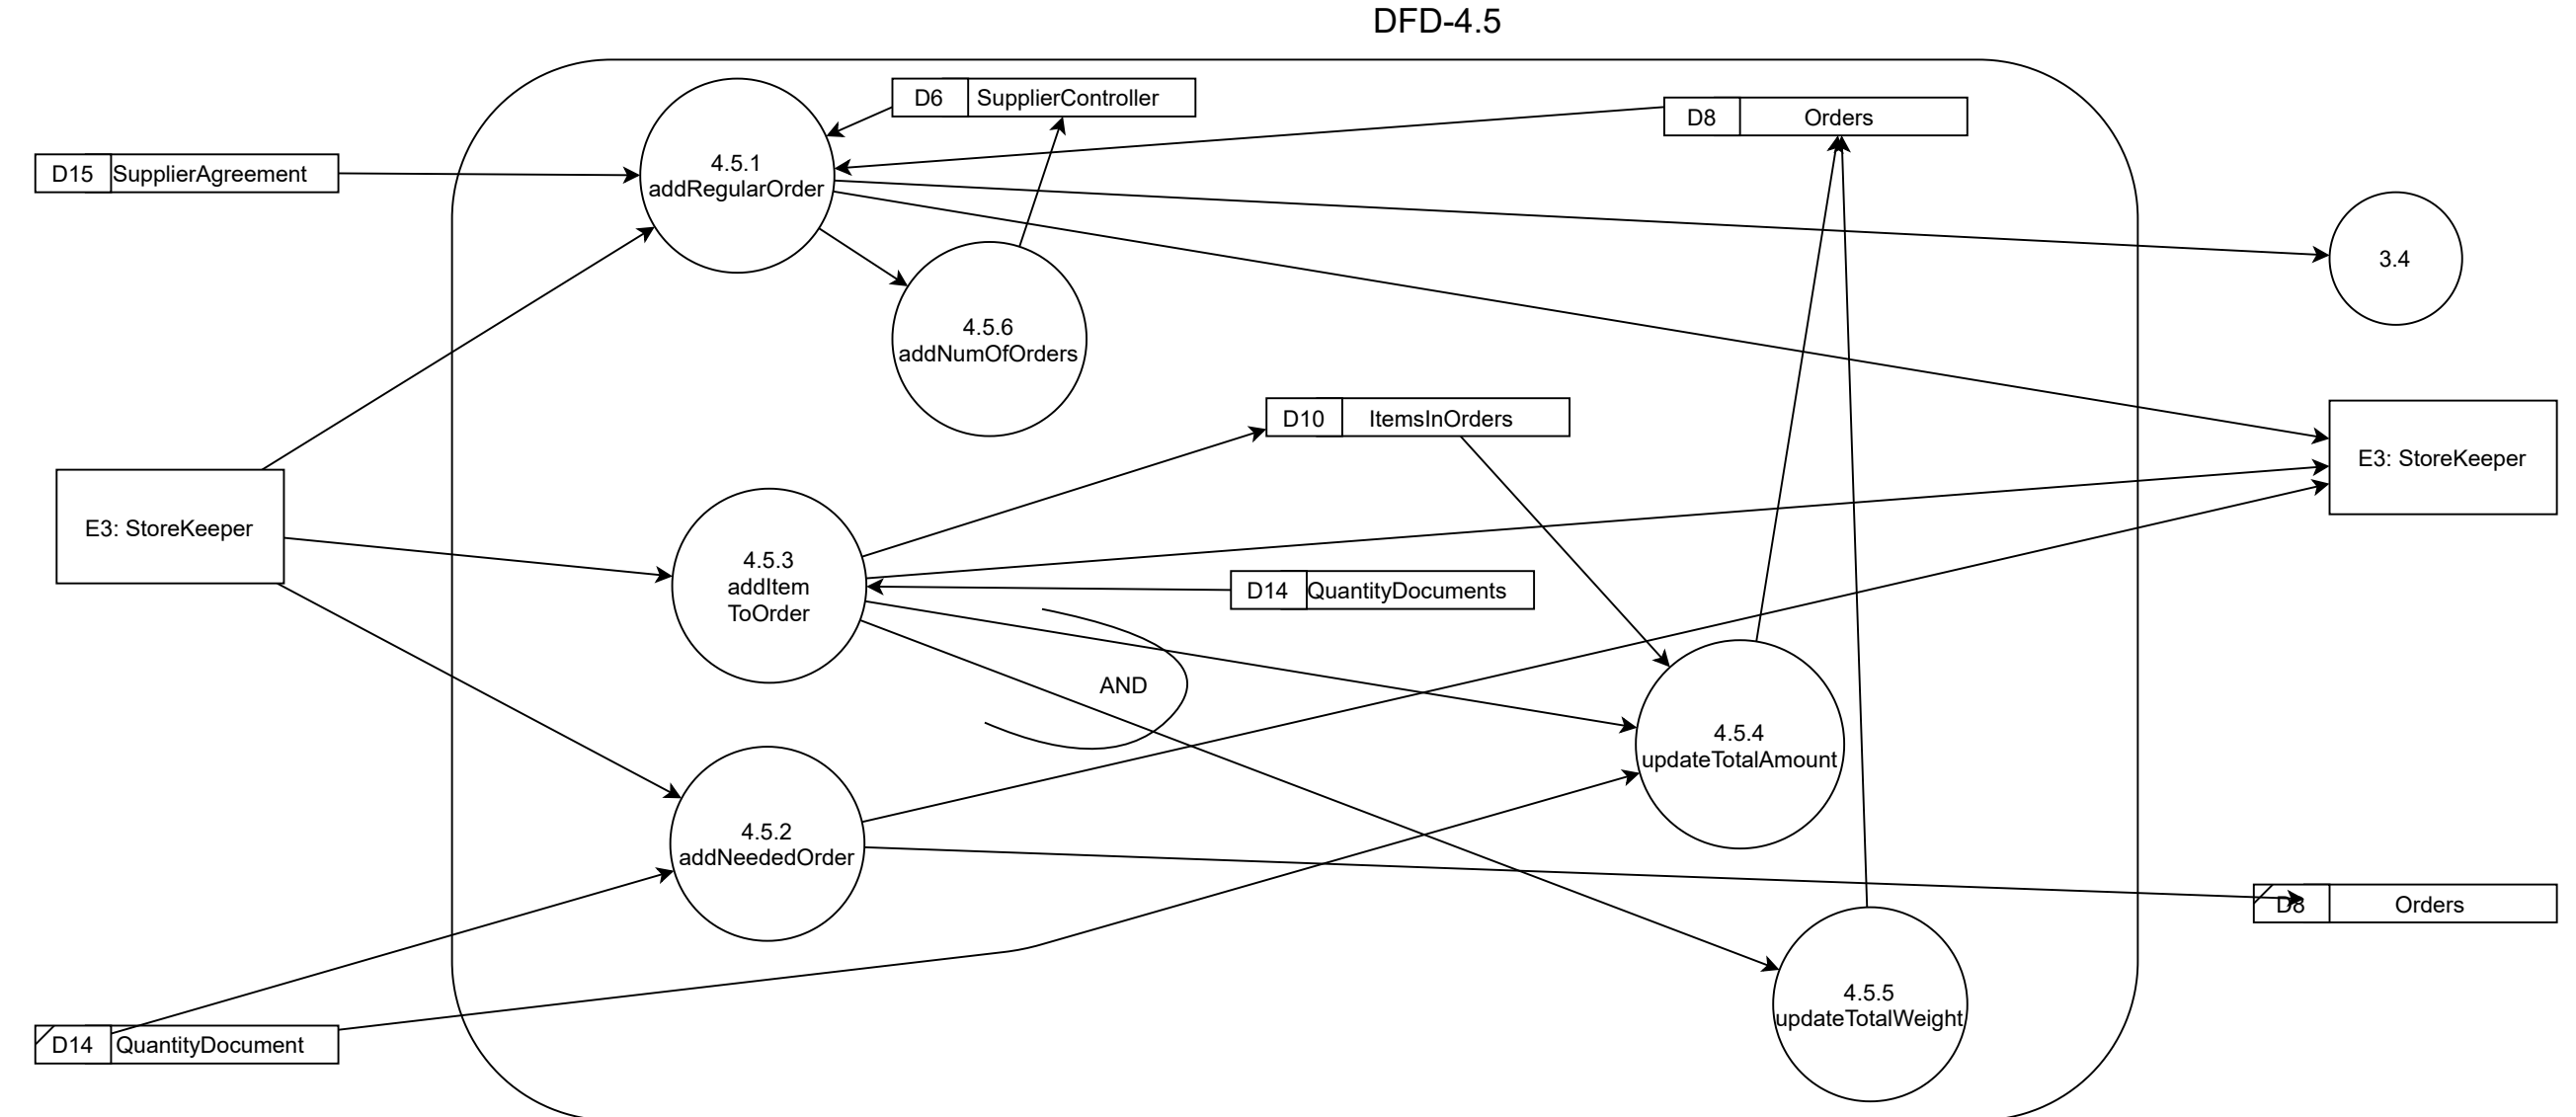 DFD-4.5
D6
SupplierController
D8
Orders
D15
SupplierAgreement
4.5.1
addRegularOrder
3.4
4.5.6
addNumOfOrders
D10
ItemsInOrders
E3: StoreKeeper
E3: StoreKeeper
4.5.3
addItem
ToOrder
D14
QuantityDocuments
AND
4.5.4
updateTotalAmount
4.5.2
addNeededOrder
D8
Orders
4.5.5
updateTotalWeight
D14
QuantityDocument